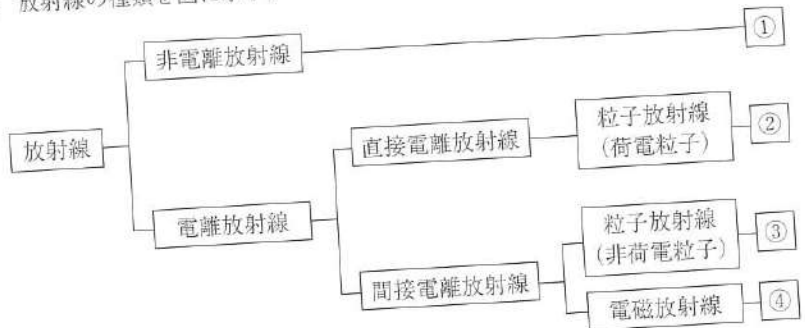 放射線の種類を図に示す
非電離放射線
①
放射線
直接電離放射線
粒子放射線
(荷電粒子)
②
電離放射線
粒子放射線
(非荷電粒子)
③
間接電離放射線
電磁放射線
④